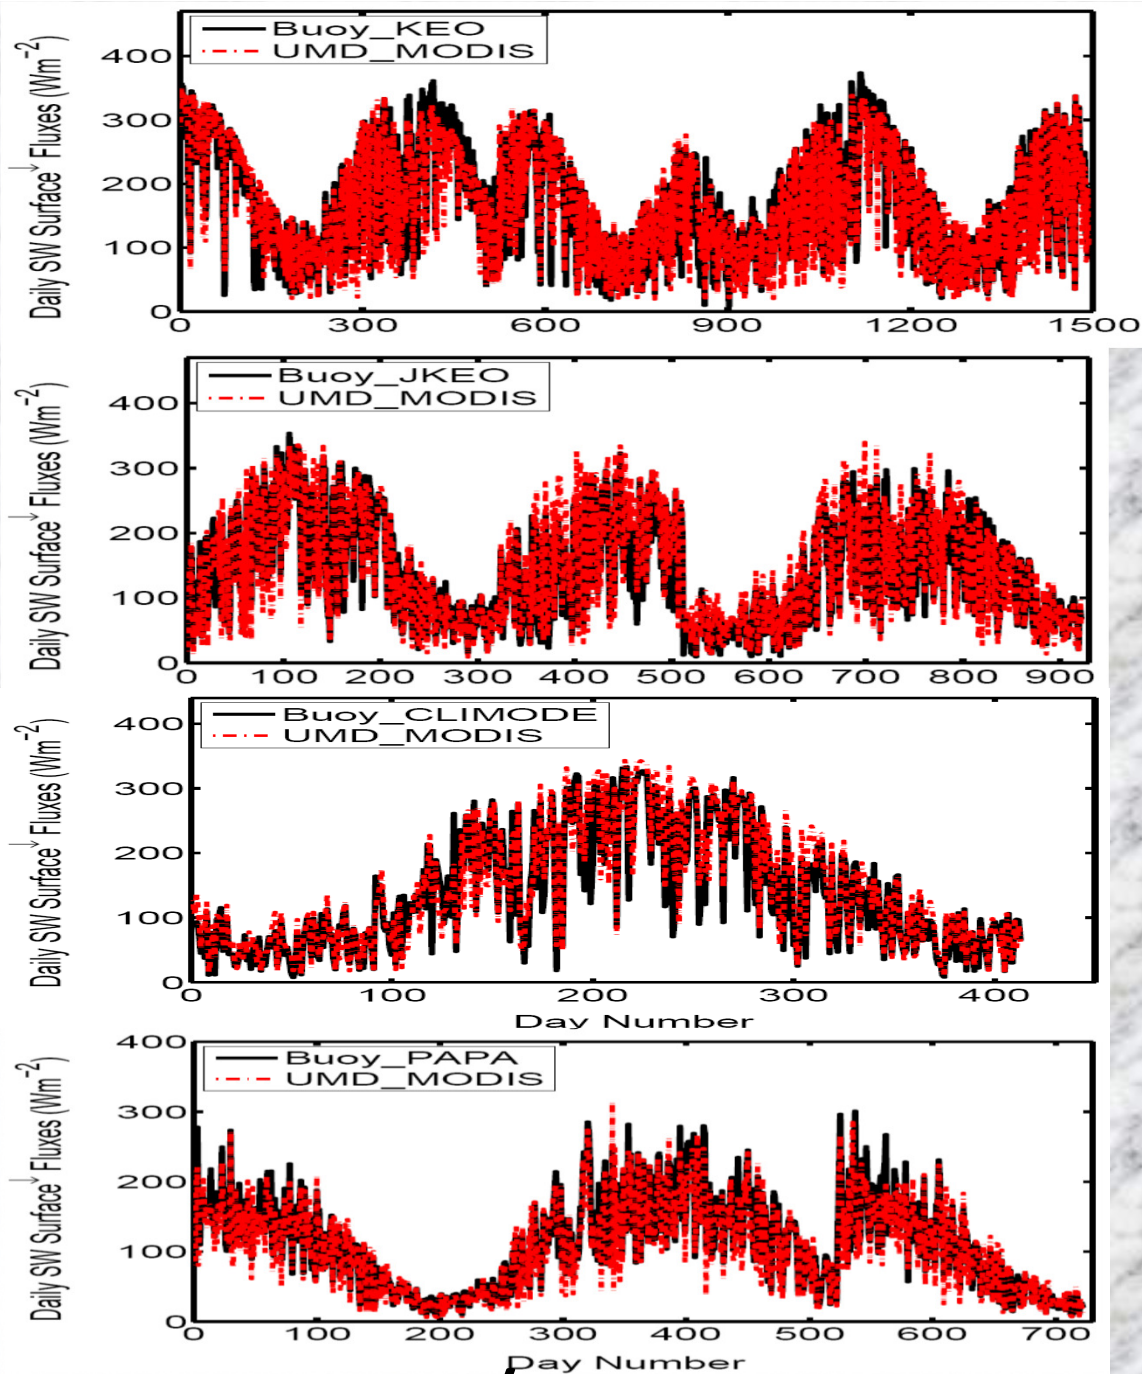 Buoy_KEO
UMD_MODIS
Daily SW Surface↓ Fluxes (Wm⁻²)
400
300
200
100
0
0 300 600 900 1200 1500
Buoy_JKEO
UMD_MODIS
Daily SW Surface↓ Fluxes (Wm⁻²)
400
300
200
100
0
0 100 200 300 400 500 600 700 800 900
Buoy_CLIMODE
UMD_MODIS
Daily SW Surface↓ Fluxes (Wm⁻²)
400
300
200
100
0
0 100 200 300 400
Day Number
Buoy_PAPA
UMD_MODIS
Daily SW Surface↓ Fluxes (Wm⁻²)
400
300
200
100
0
0 100 200 300 400 500 600 700
Day Number